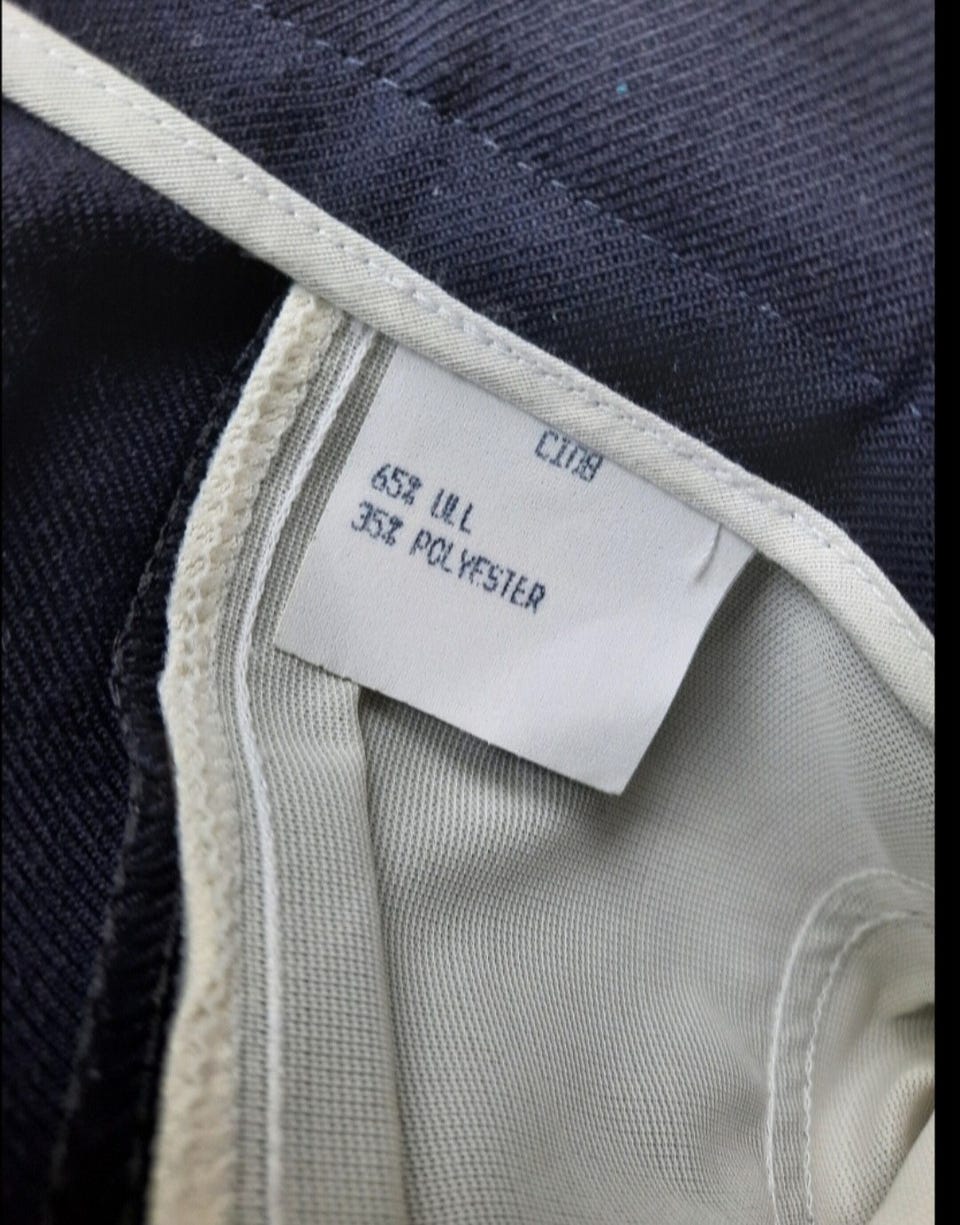 C108
65% ULL
35% POLYESTER